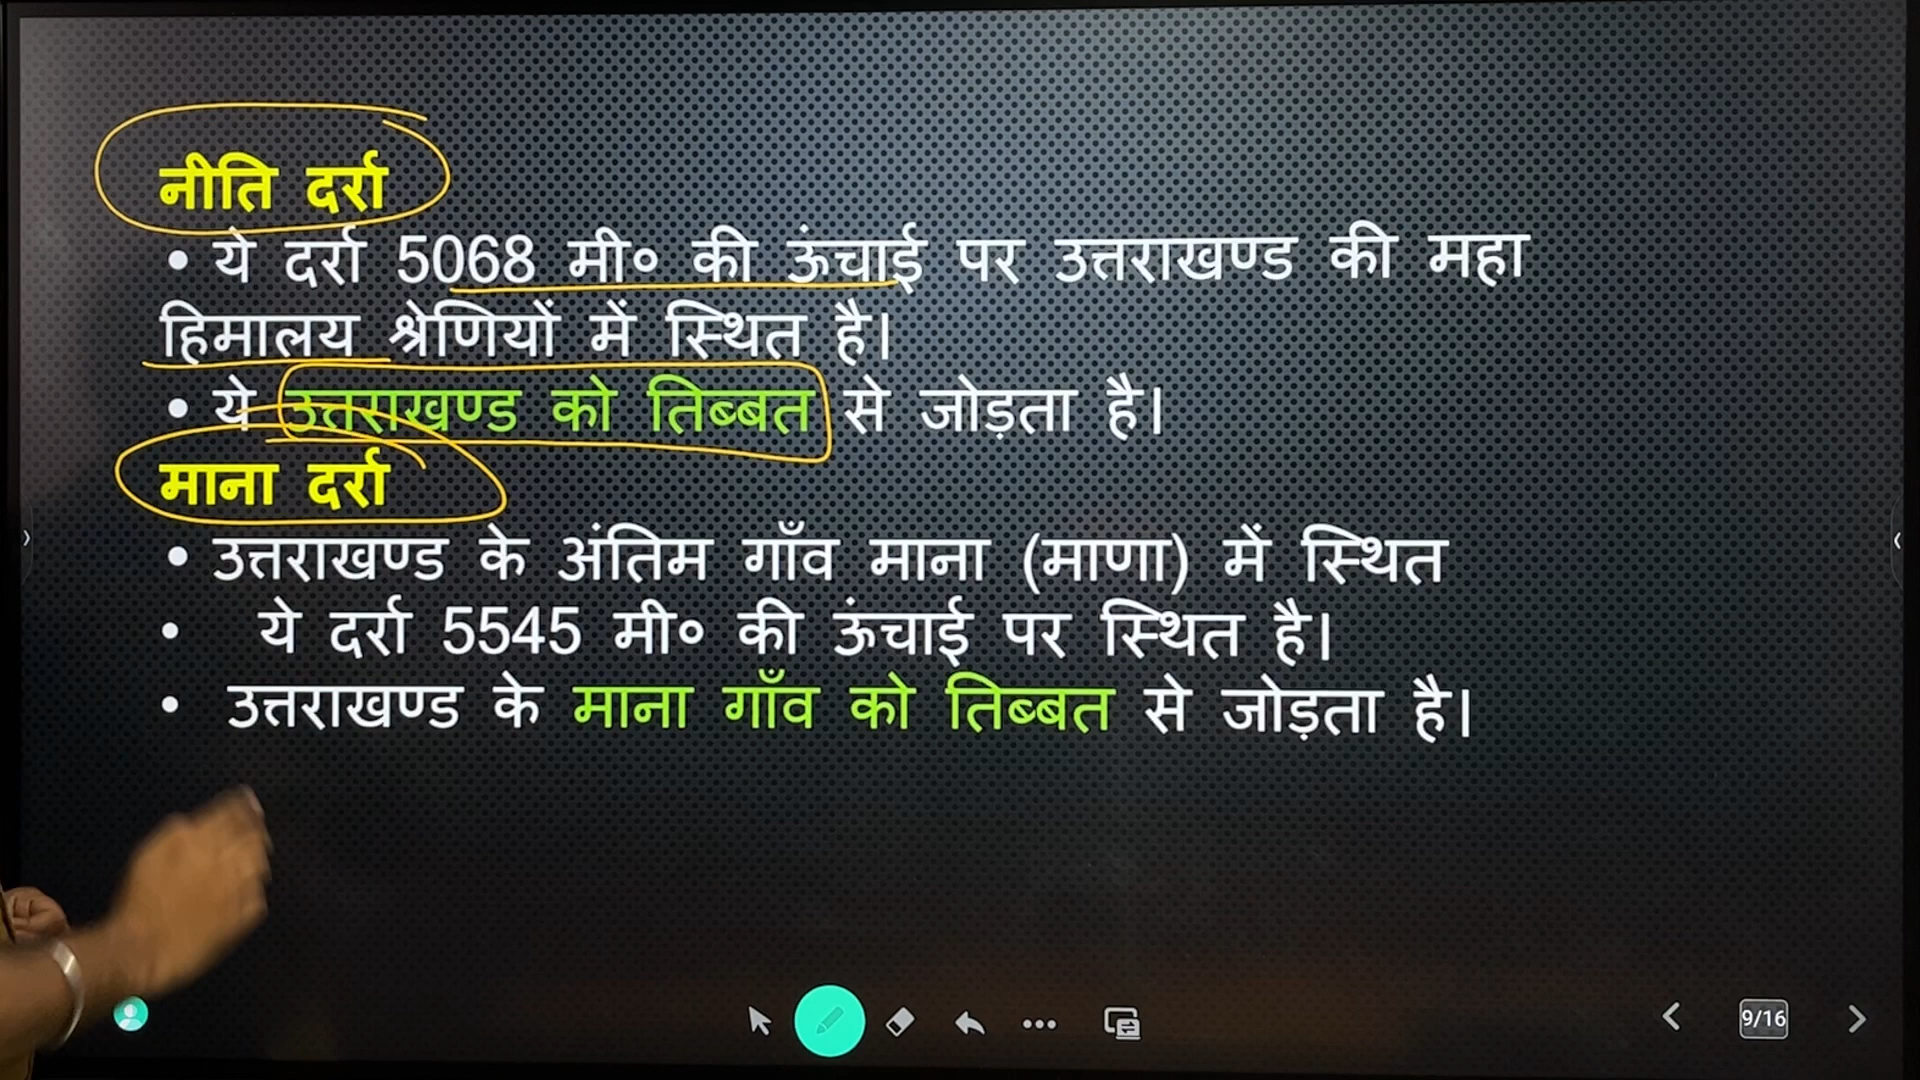 नीति दर्रा
• ये दर्रा 5068 मी० की ऊंचाई पर उत्तराखण्ड की महा
हिमालय श्रेणियों में स्थित है।
• ये उत्तराखण्ड को तिब्बत से जोड़ता है।
माना दर्रा
• उत्तराखण्ड के अंतिम गाँव माना (माणा) में स्थित
• ये दर्रा 5545 मी० की ऊंचाई पर स्थित है।
• उत्तराखण्ड के माना गाँव को तिब्बत से जोड़ता है।
9/16